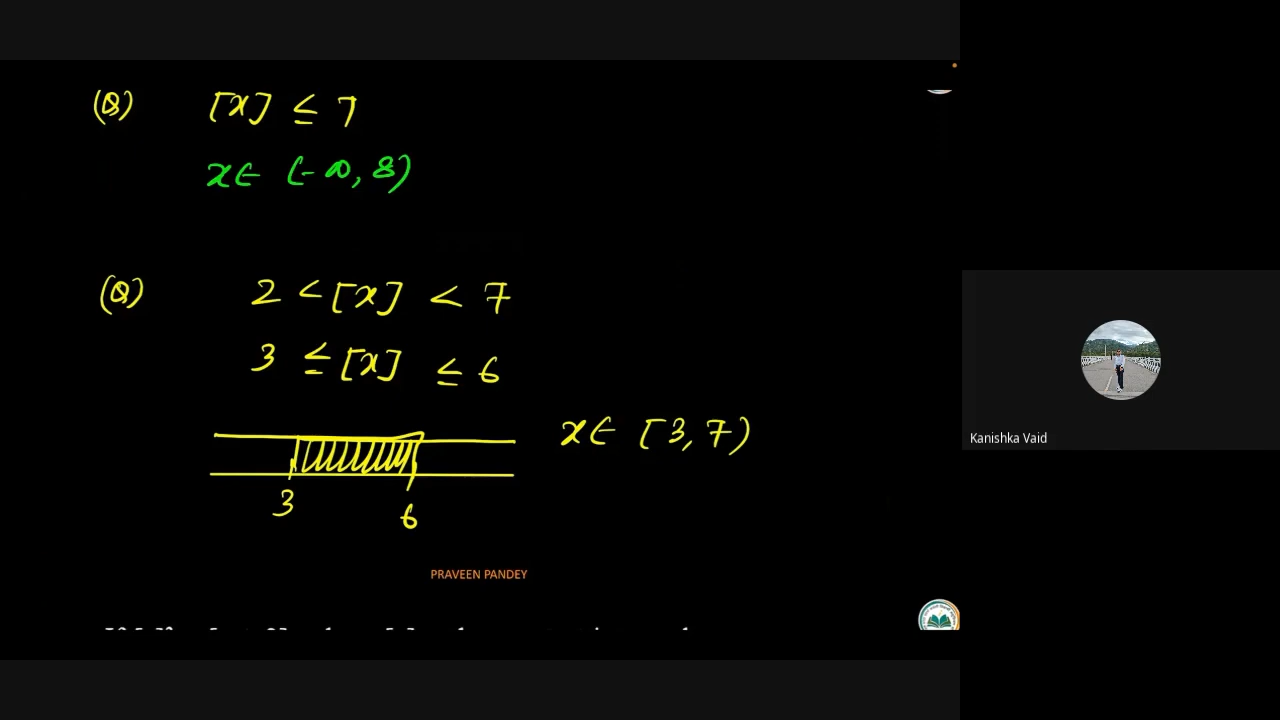 (Q) [x] ≤ 7
x ∈ (-∞, 8)
(Q) 2 < [x] < 7
3 ≤ [x] ≤ 6
x ∈ [3, 7)
3 6
PRAVEEN PANDEY
Kanishka Vaid